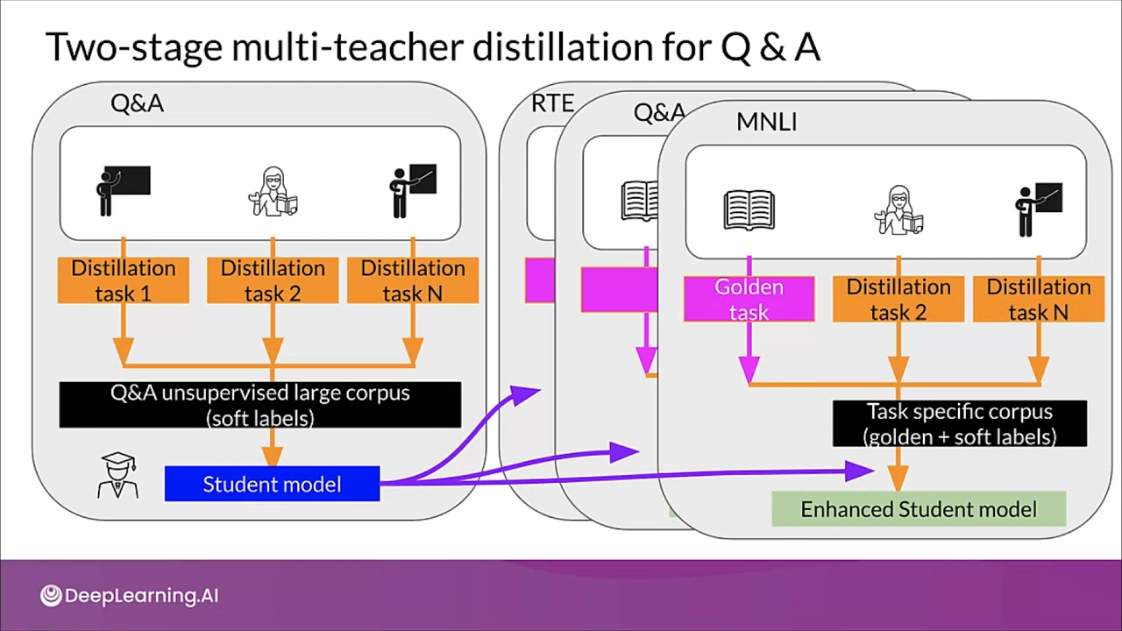 Two-stage multi-teacher distillation for Q & A
Q&A
Distillation
task 1
Distillation
task 2
Distillation
task N
Q&A unsupervised large corpus
(soft labels)
Student model
RTE
Q&A
MNLI
Golden
task
Distillation
task 2
Distillation
task N
Task specific corpus
(golden + soft labels)
Enhanced Student model
DeepLearning.AI